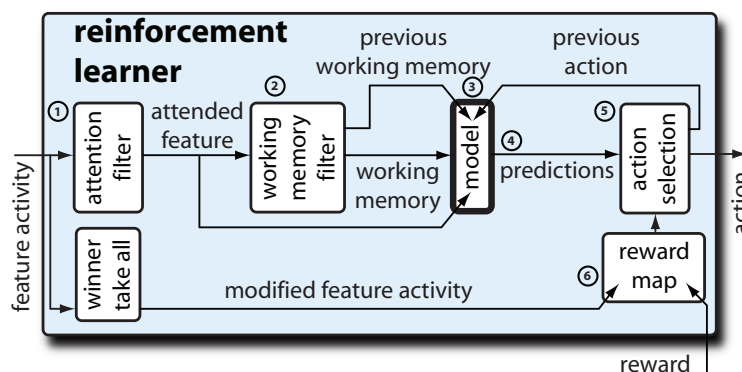 reinforcement
learner
previous
working memory
previous
action
1
attention
filter
attended
feature
2
working
memory
filter
working
memory
3
model
4
predictions
5
action
selection
action
feature activity
winner
take all
modified feature activity
6
reward
map
reward